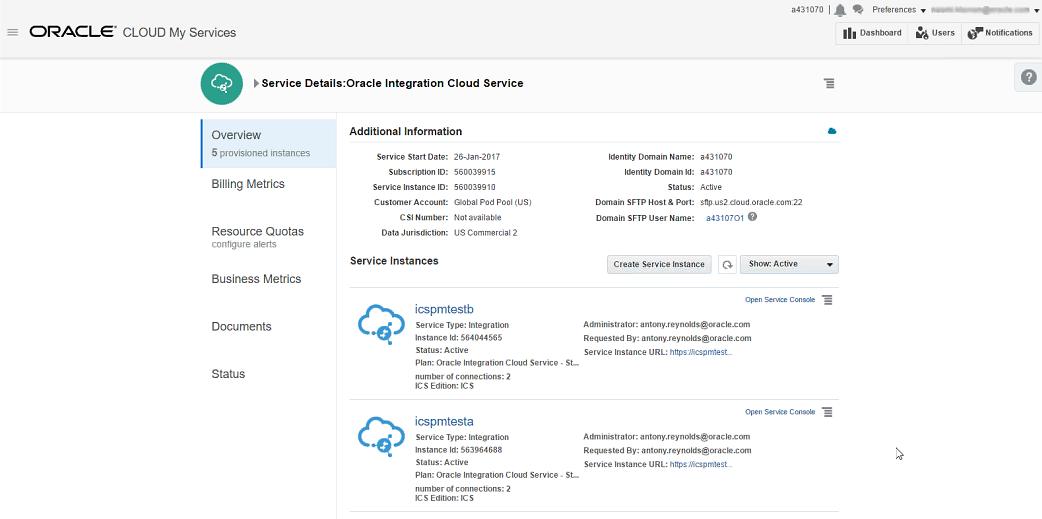 a431070 | Preferences
ORACLE CLOUD My Services
Dashboard Users Notifications
Service Details:Oracle Integration Cloud Service
?
Overview
5 provisioned instances
Billing Metrics
Resource Quotas
configure alerts
Business Metrics
Documents
Status
Additional Information
Service Start Date: 26-Jan-2017
Subscription ID: 560039915
Service Instance ID: 560039910
Customer Account: Global Pod Pool (US)
CSI Number: Not available
Data Jurisdiction: US Commercial 2
Identity Domain Name: a431070
Identity Domain Id: a431070
Status: Active
Domain SFTP Host & Port: sftp.us2.cloud.oracle.com:22
Domain SFTP User Name: a43107O1 ?
Service Instances
Create Service Instance Show: Active
Open Service Console
icspmtestb
Service Type: Integration
Instance Id: 564044565
Status: Active
Plan: Oracle Integration Cloud Service - St...
number of connections: 2
ICS Edition: ICS
Administrator: antony.reynolds@oracle.com
Requested By: antony.reynolds@oracle.com
Service Instance URL: https://icspmtest...
Open Service Console
icspmtesta
Service Type: Integration
Instance Id: 563964688
Status: Active
Plan: Oracle Integration Cloud Service - St...
number of connections: 2
ICS Edition: ICS
Administrator: antony.reynolds@oracle.com
Requested By: antony.reynolds@oracle.com
Service Instance URL: https://icspmtest...